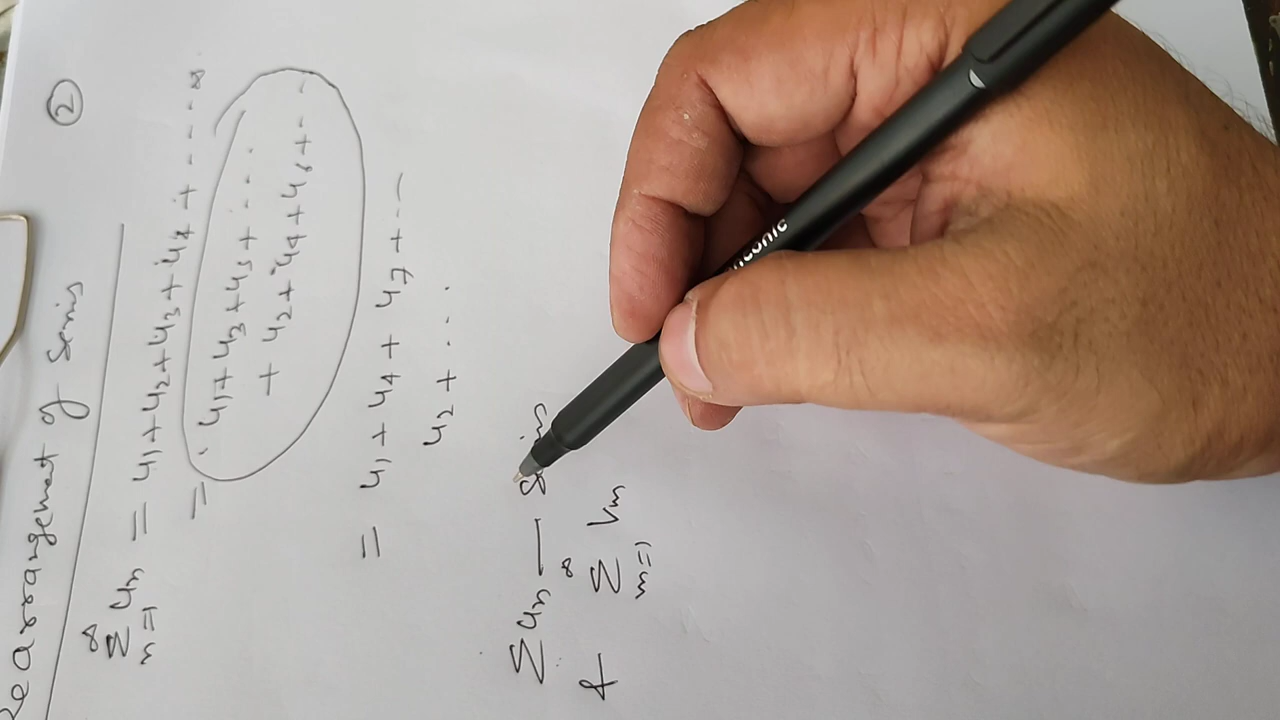 ②
Rearrangement of Series
∞
Σ un = u1 + u2 + u3 + u4 + - - - ∞
n=1
= u1 + u3 + u5 + - - .
+ u2 + u4 + u6 + - -
= u1 + u4 + u7 + - - -
u2 + - - .
Σ un — Series
∞
& Σ vn
n=1